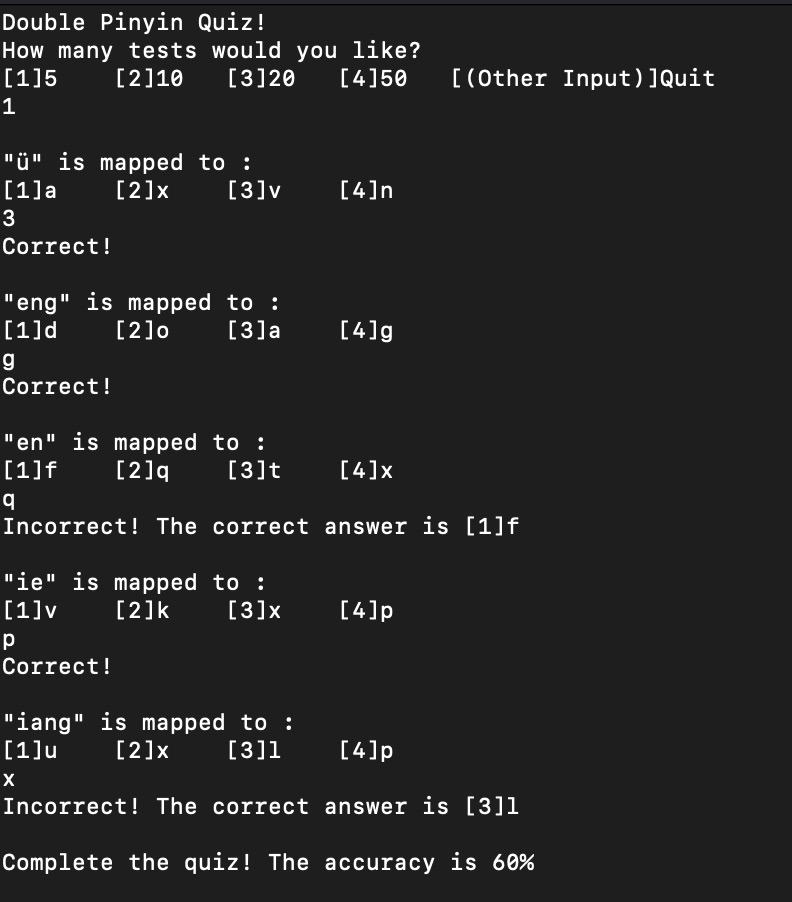 Double Pinyin Quiz!
How many tests would you like?
[1]5    [2]10   [3]20   [4]50   [(Other Input)]Quit
1
"ü" is mapped to :
[1]a    [2]x    [3]v    [4]n
3
Correct!
"eng" is mapped to :
[1]d    [2]o    [3]a    [4]g
g
Correct!
"en" is mapped to :
[1]f    [2]q    [3]t    [4]x
q
Incorrect! The correct answer is [1]f
"ie" is mapped to :
[1]v    [2]k    [3]x    [4]p
p
Correct!
"iang" is mapped to :
[1]u    [2]x    [3]l    [4]p
x
Incorrect! The correct answer is [3]l
Complete the quiz! The accuracy is 60%